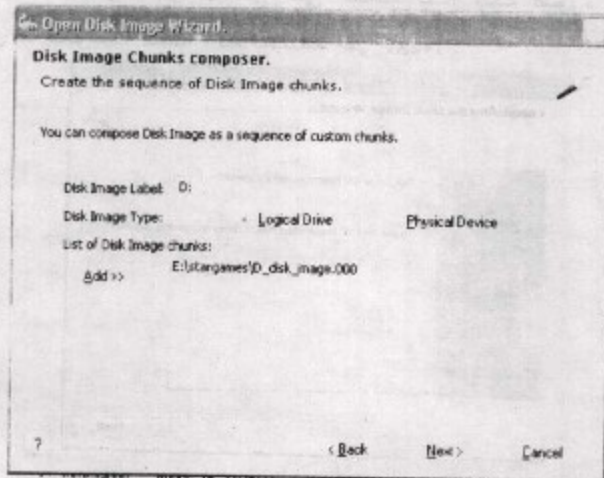 Open Disk Image Wizard.
Disk Image Chunks composer.
Create the sequence of Disk Image chunks.
You can compose Disk Image as a sequence of custom chunks.
Disk Image Label: D:
Disk Image Type: Logical Drive Physical Device
List of Disk Image chunks:
Add >> E:\stargames\D_disk_image.000
? < Back Next > Cancel